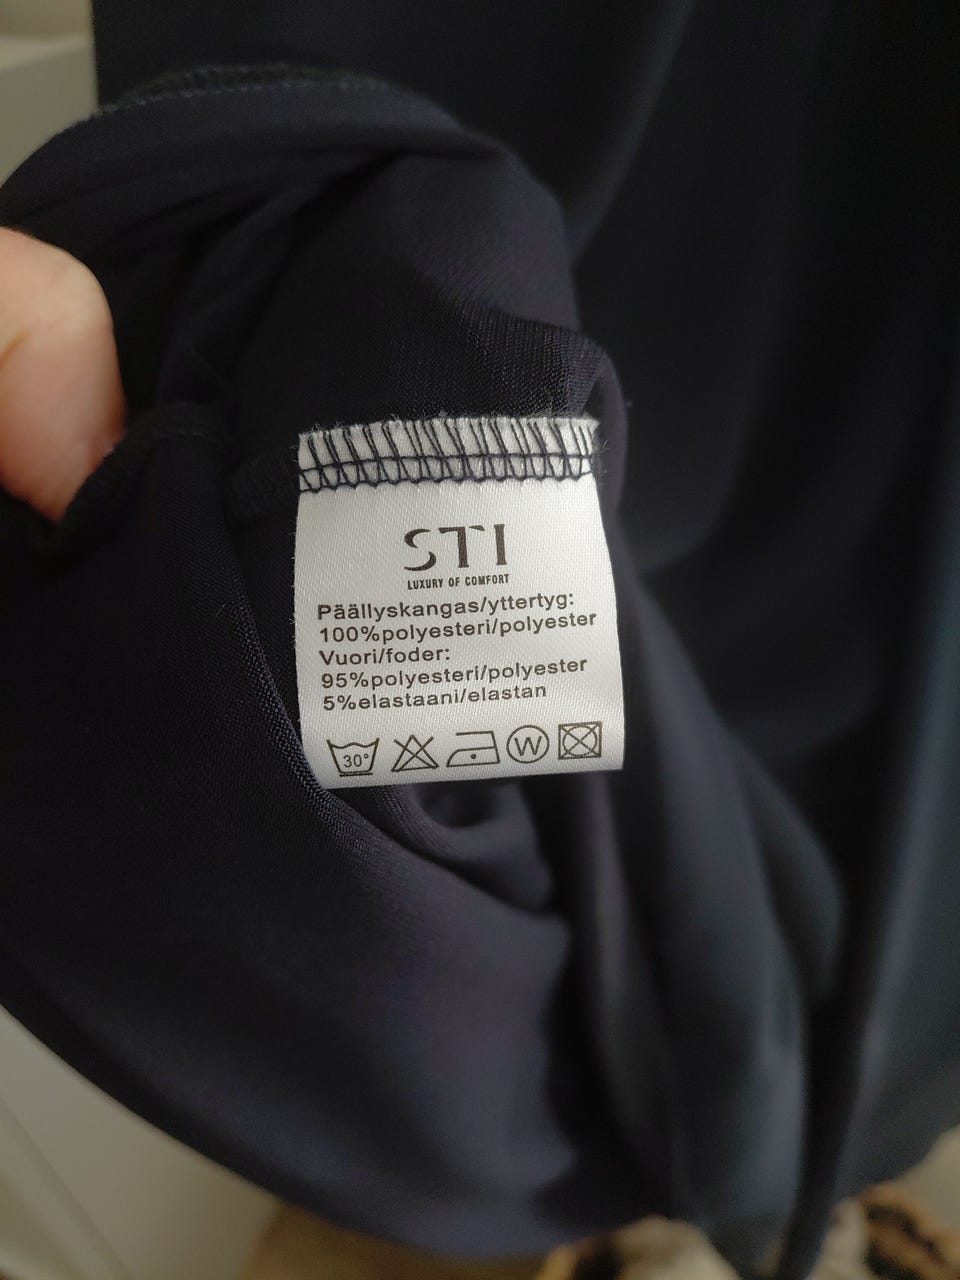 STI
LUXURY OF COMFORT
Päällyskangas/yttertyg:
100%polyesteri/polyester
Vuori/foder:
95%polyesteri/polyester
5%elastaani/elastan
30° W